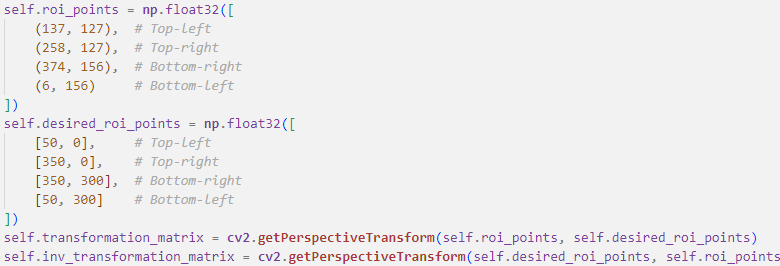 self.roi_points = np.float32([
    (137, 127),  # Top-left
    (258, 127),  # Top-right
    (374, 156),  # Bottom-right
    (6, 156)     # Bottom-left
])
self.desired_roi_points = np.float32([
    [50, 0],     # Top-left
    [350, 0],    # Top-right
    [350, 300],  # Bottom-right
    [50, 300]    # Bottom-left
])
self.transformation_matrix = cv2.getPerspectiveTransform(self.roi_points, self.desired_roi_points)
self.inv_transformation_matrix = cv2.getPerspectiveTransform(self.desired_roi_points, self.roi_points